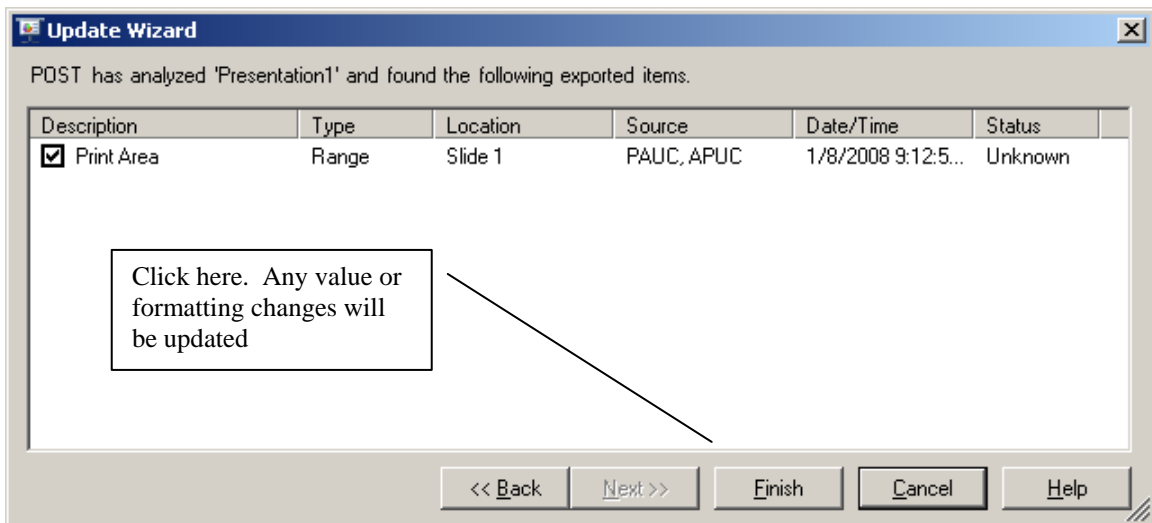 Update Wizard
POST has analyzed 'Presentation1' and found the following exported items.
Description Type Location Source Date/Time Status
Print Area Range Slide 1 PAUC, APUC 1/8/2008 9:12:5... Unknown
Click here. Any value or
formatting changes will
be updated
<< Back Next >> Finish Cancel Help